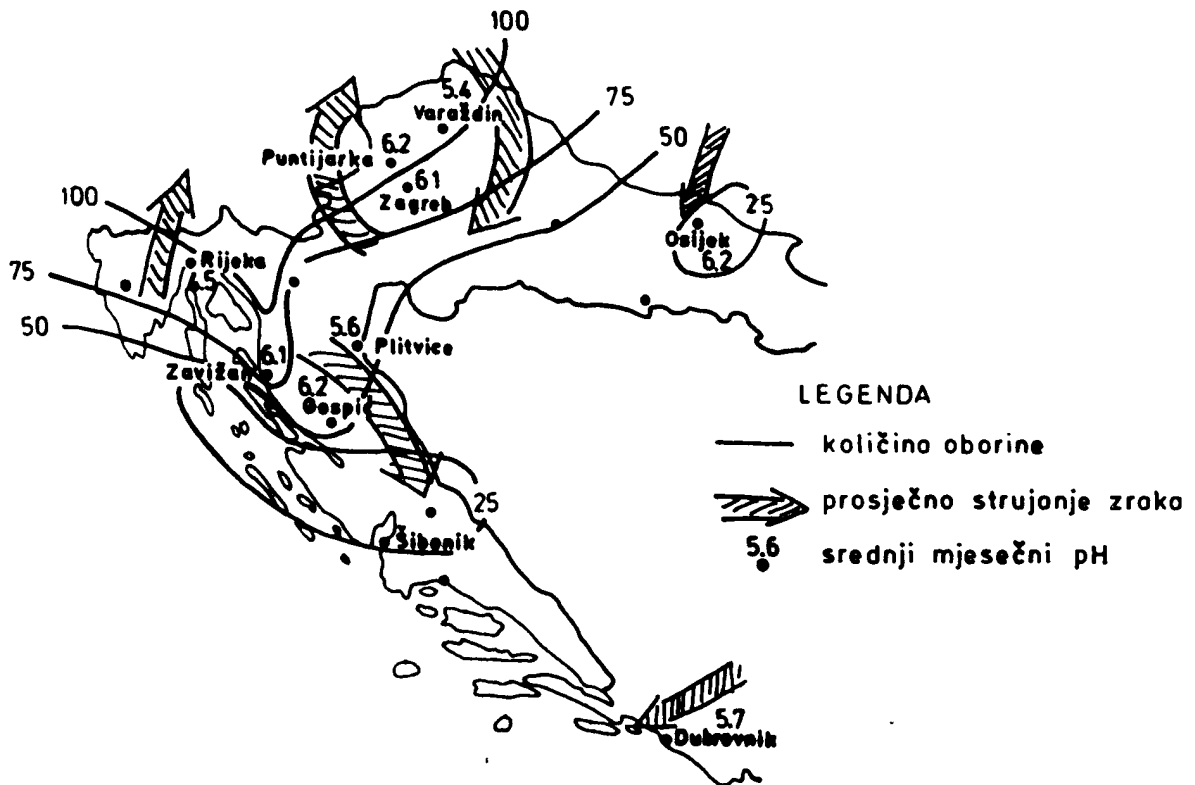 100
5.4
Varaždin
75
6.2
Puntijarka
50
6.1
Zagreb
100
25
Osijek
6.2
Rijeka
4.5
75
50
5.6
Plitvice
6.1
Zavižan
6.2
Gospić
LEGENDA
količina oborine
25
prosječno strujanje zraka
Šibenik
5.6
srednji mjesečni pH
5.7
Dubrovnik